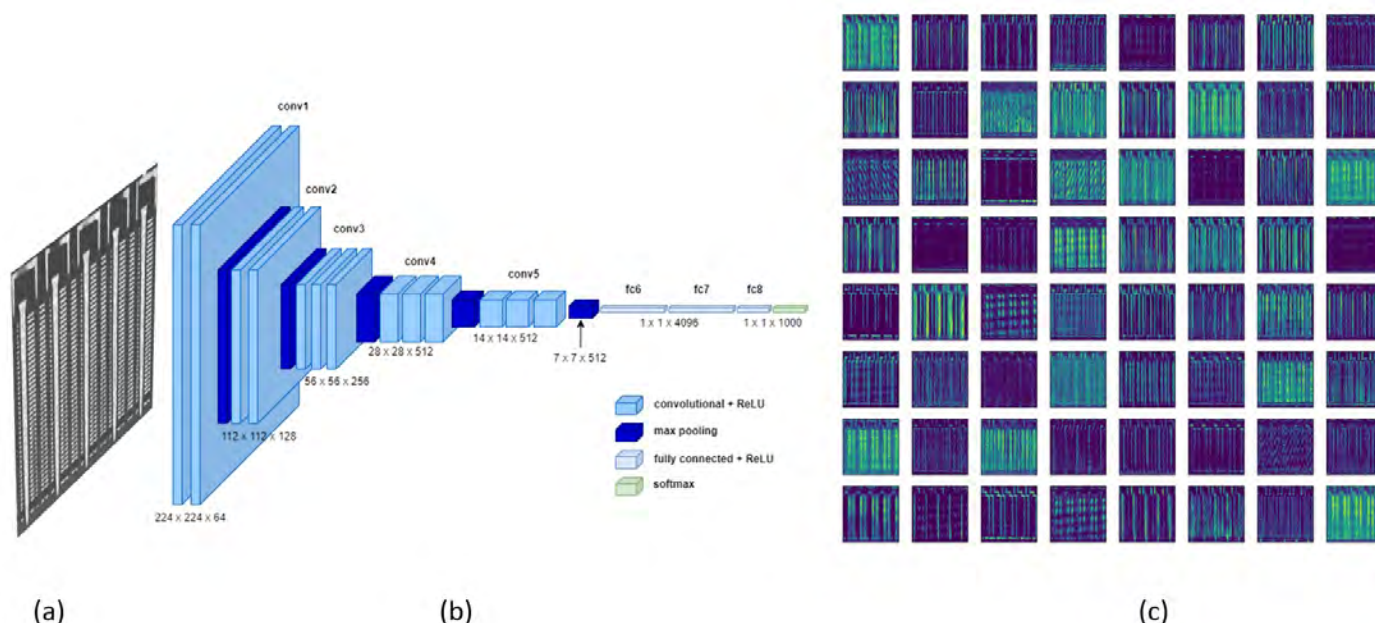 conv1
conv2
conv3
conv4
conv5
fc6
fc7
fc8
1 x 1 x 4096
1 x 1 x 1000
28 x 28 x 512
14 x 14 x 512
7 x 7 x 512
56 x 56 x 256
convolutional + ReLU
112 x 112 x 128
max pooling
fully connected + ReLU
softmax
224 x 224 x 64
(a)
(b)
(c)